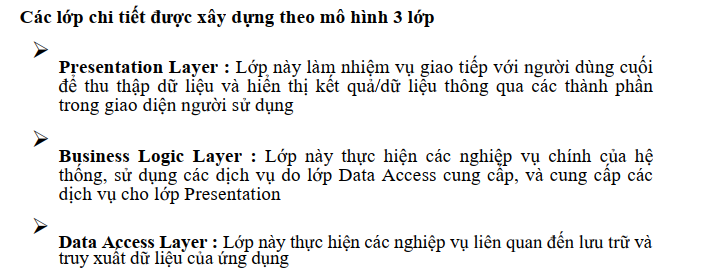 Các lớp chi tiết được xây dựng theo mô hình 3 lớp
➢
Presentation Layer : Lớp này làm nhiệm vụ giao tiếp với người dùng cuối
để thu thập dữ liệu và hiển thị kết quả/dữ liệu thông qua các thành phần
trong giao diện người sử dụng
➢
Business Logic Layer : Lớp này thực hiện các nghiệp vụ chính của hệ
thống, sử dụng các dịch vụ do lớp Data Access cung cấp, và cung cấp các
dịch vụ cho lớp Presentation
➢
Data Access Layer : Lớp này thực hiện các nghiệp vụ liên quan đến lưu trữ và
truy xuất dữ liệu của ứng dụng